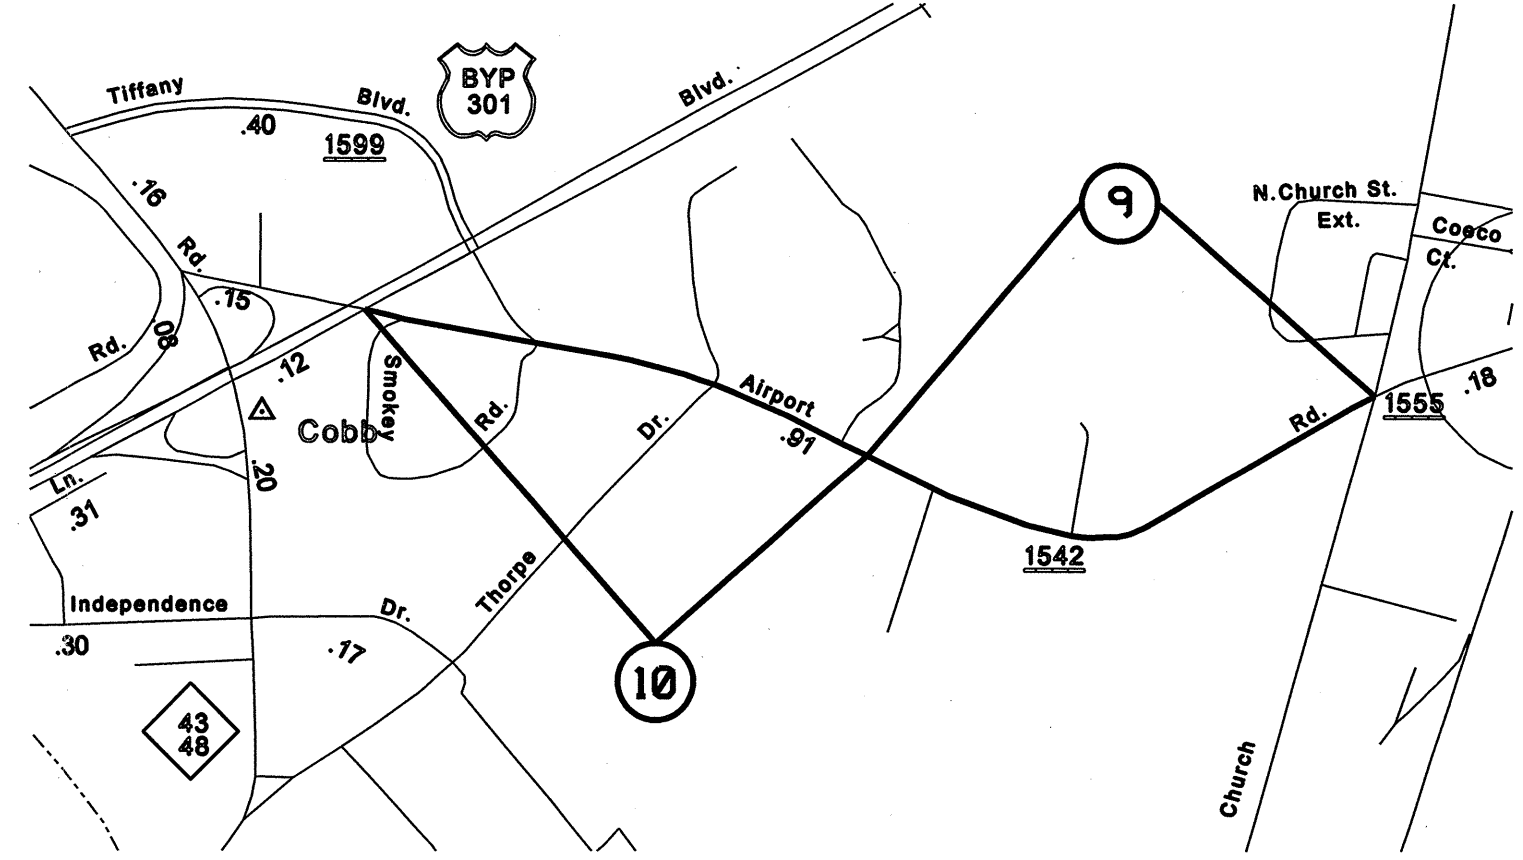 BYP
301
Blvd.
Tiffany
Blvd.
.40
1599
9
.16
N.Church St.
Ext.
Coeco
Ct.
Rd.
.15
.08
Rd.
.12
Smokey
Rd.
Airport
.91
Dr.
Cobb
.18
1555
Rd.
.20
Ln.
.31
1542
Thorpe
Independence
Dr.
.30
.17
10
43
48
Church